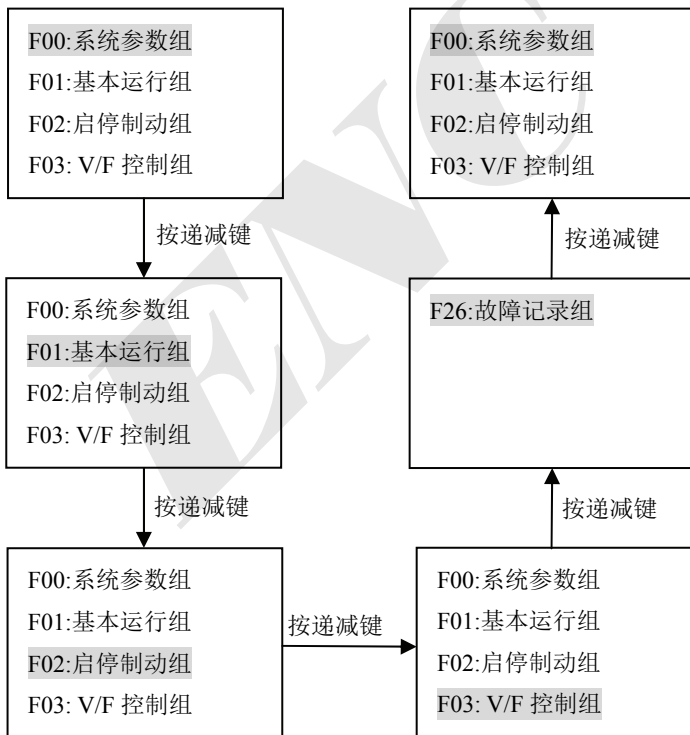 F00:系统参数组
F01:基本运行组
F02:启停制动组
F03: V/F 控制组
按递减键
F00:系统参数组
F01:基本运行组
F02:启停制动组
F03: V/F 控制组
按递减键
F00:系统参数组
F01:基本运行组
F02:启停制动组
F03: V/F 控制组
按递减键
F00:系统参数组
F01:基本运行组
F02:启停制动组
F03: V/F 控制组
按递减键
F26:故障记录组
按递减键
F00:系统参数组
F01:基本运行组
F02:启停制动组
F03: V/F 控制组
ENC